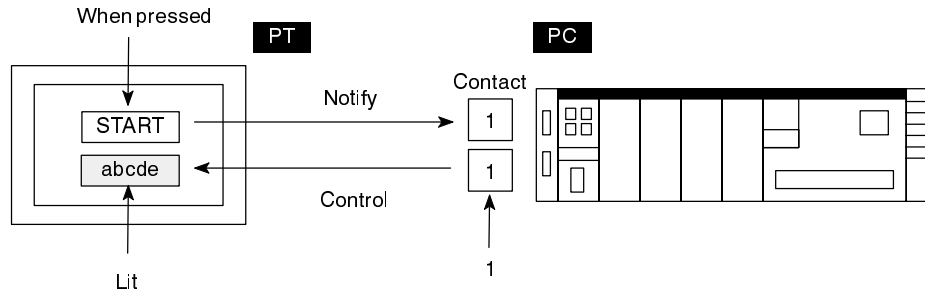 When pressed
PT
PC
Contact
START
Notify
1
abcde
1
Control
Lit
1